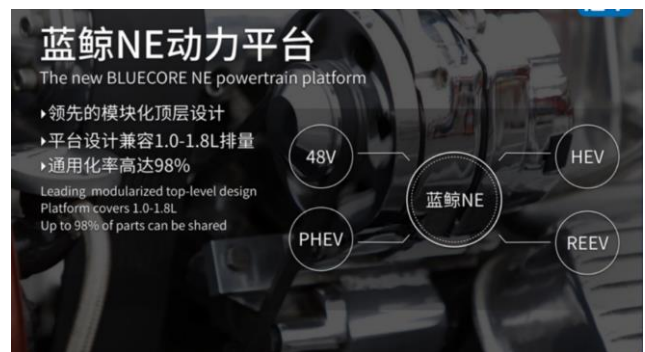 蓝鲸NE动力平台
The new BLUECORE NE powertrain platform
领先的模块化顶层设计
平台设计兼容1.0-1.8L排量
通用化率高达98%
Leading modularized top-level design
Platform covers 1.0-1.8L
Up to 98% of parts can be shared
48V
HEV
蓝鲸NE
PHEV
REEV